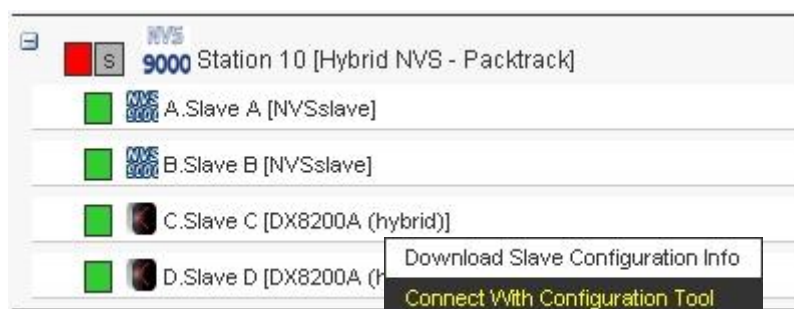 NVS
S 9000 Station 10 [Hybrid NVS - Packtrack]
NVS 9000 A.Slave A [NVSslave]
NVS 9000 B.Slave B [NVSslave]
C.Slave C [DX8200A (hybrid)]
D.Slave D [DX8200A (h
Download Slave Configuration Info
Connect With Configuration Tool